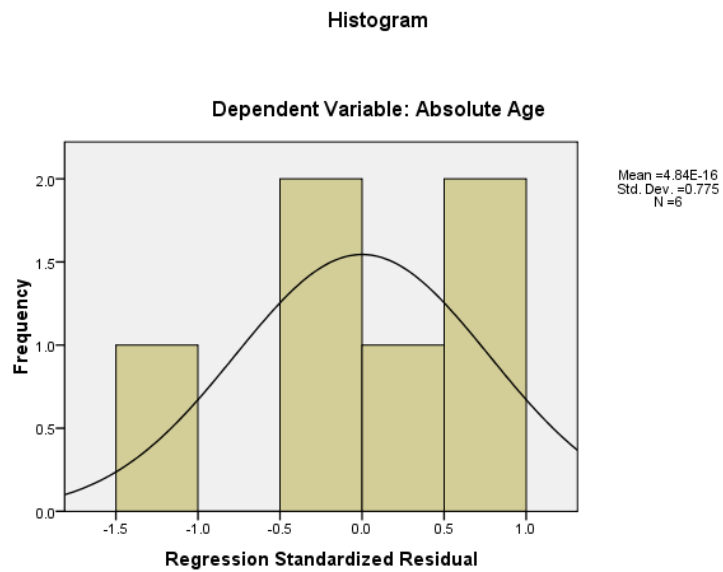 Histogram
Dependent Variable: Absolute Age
Mean =4.84E-16
Std. Dev. =0.775
N =6
2.0
1.5
1.0
0.5
0.0
Frequency
-1.5 -1.0 -0.5 0.0 0.5 1.0
Regression Standardized Residual